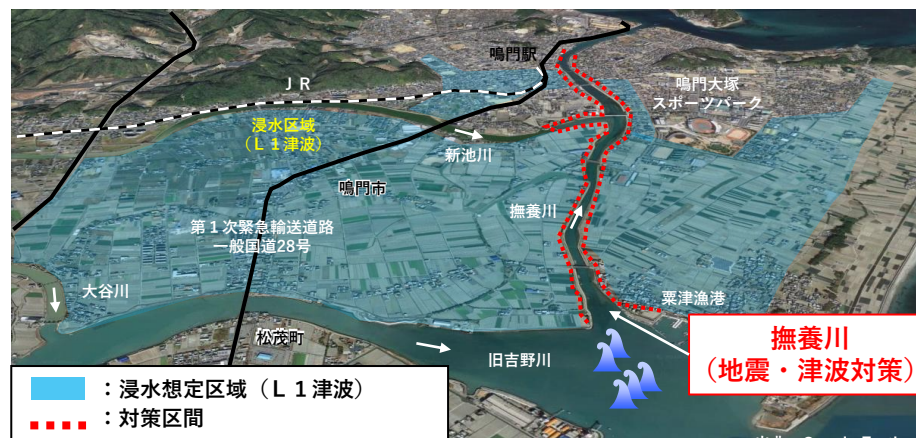 鳴門駅
ＪＲ
鳴門大塚
スポーツパーク
浸水区域
（Ｌ１津波）
新池川
鳴門市
撫養川
第１次緊急輸送道路
一般国道28号
大谷川
粟津漁港
松茂町
旧吉野川
撫養川
（地震・津波対策）
：浸水想定区域（Ｌ１津波）
：対策区間